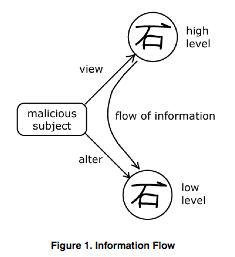 石
high
level
view
malicious
subject
flow of information
alter
石
low
level
Figure 1. Information Flow